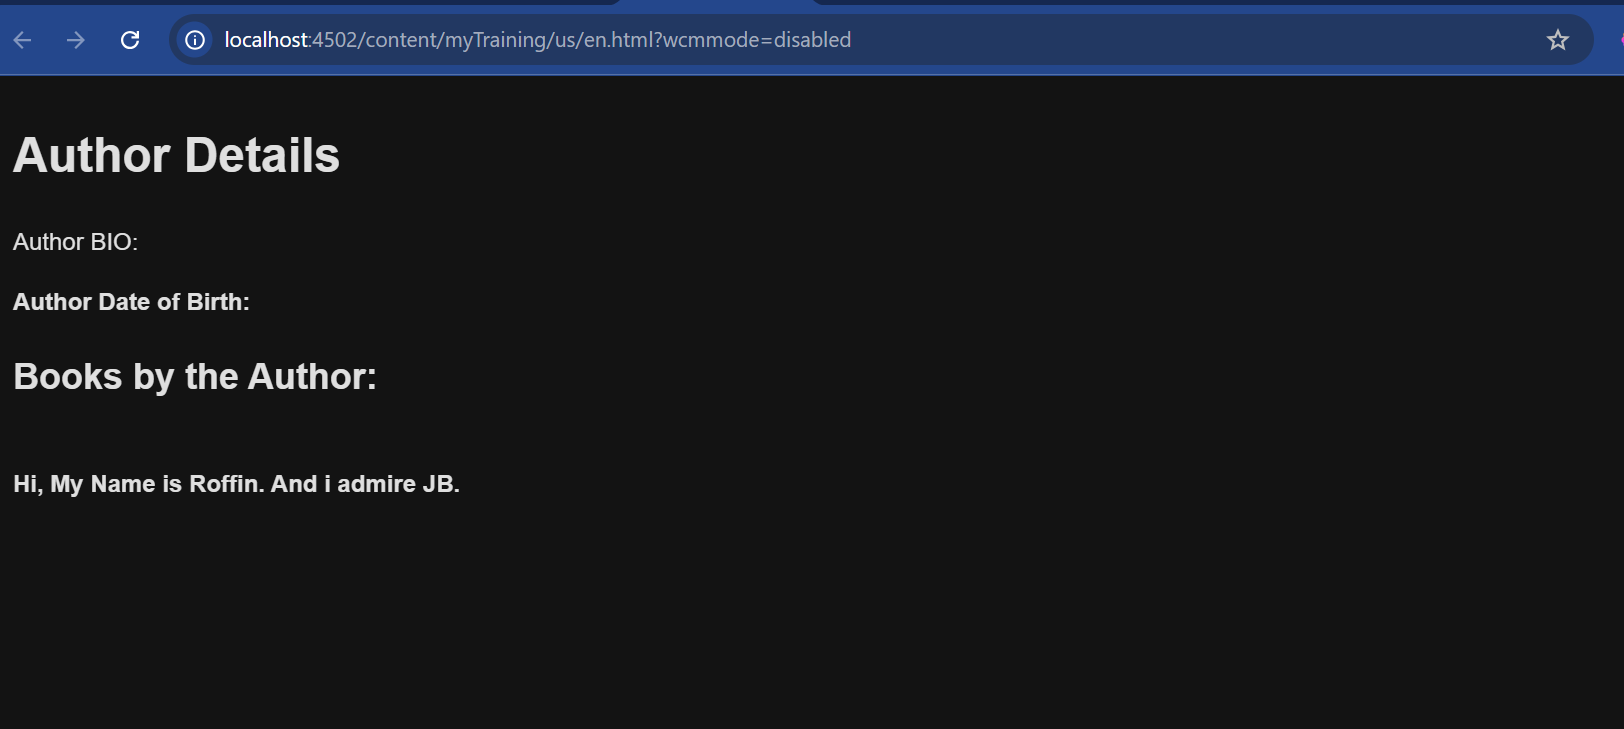 localhost:4502/content/myTraining/us/en.html?wcmmode=disabled
Author Details
Author BIO:
Author Date of Birth:
Books by the Author:
Hi, My Name is Roffin. And i admire JB.